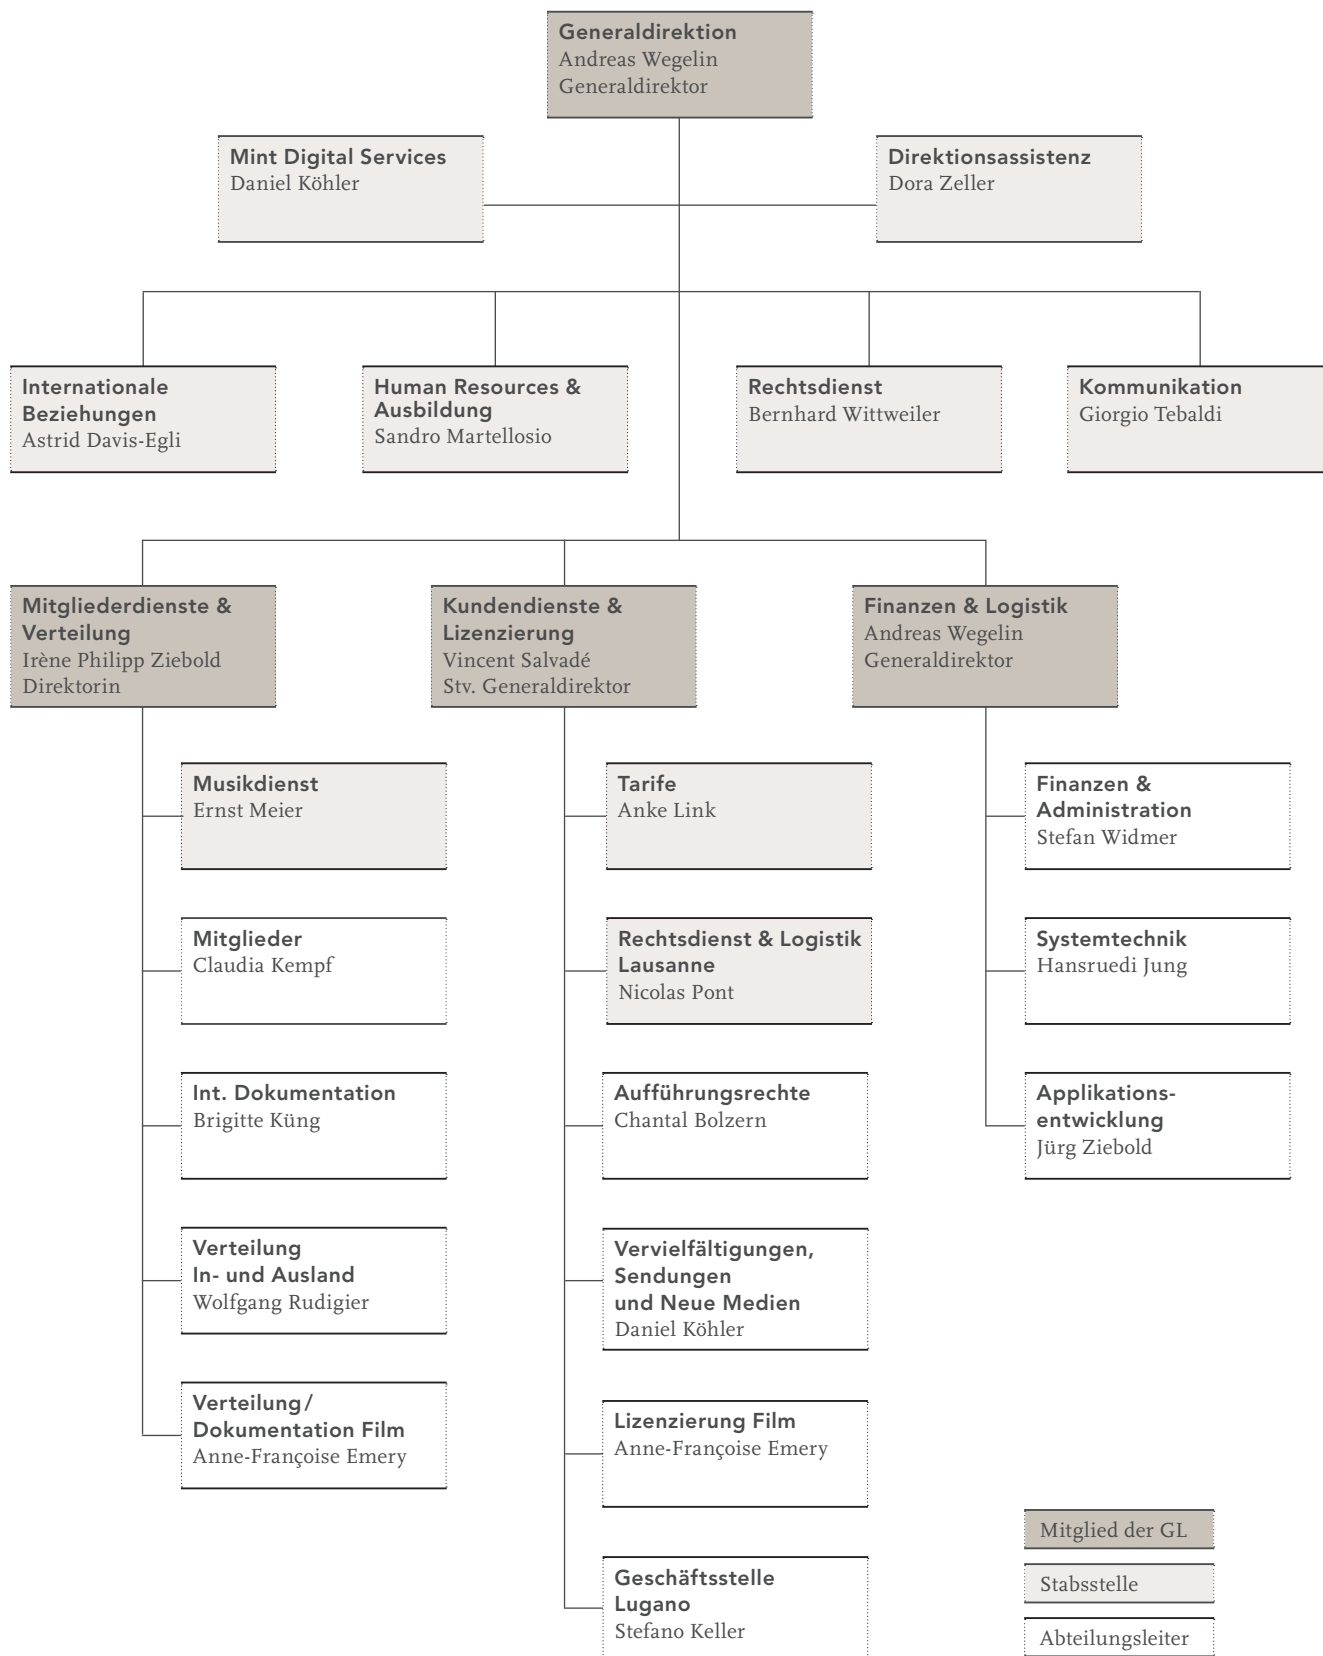 Generaldirektion
Andreas Wegelin
Generaldirektor
Mint Digital Services
Daniel Köhler
Direktionsassistenz
Dora Zeller
Internationale
Beziehungen
Astrid Davis-Egli
Human Resources &
Ausbildung
Sandro Martellosio
Rechtsdienst
Bernhard Wittweiler
Kommunikation
Giorgio Tebaldi
Mitgliederdienste &
Verteilung
Irène Philipp Ziebold
Direktorin
Kundendienste &
Lizenzierung
Vincent Salvadé
Stv. Generaldirektor
Finanzen & Logistik
Andreas Wegelin
Generaldirektor
Musikdienst
Ernst Meier
Mitglieder
Claudia Kempf
Int. Dokumentation
Brigitte Küng
Verteilung
In- und Ausland
Wolfgang Rudigier
Verteilung/
Dokumentation Film
Anne-Françoise Emery
Tarife
Anke Link
Rechtsdienst & Logistik
Lausanne
Nicolas Pont
Aufführungsrechte
Chantal Bolzern
Vervielfältigungen,
Sendungen
und Neue Medien
Daniel Köhler
Lizenzierung Film
Anne-Françoise Emery
Geschäftsstelle
Lugano
Stefano Keller
Finanzen &
Administration
Stefan Widmer
Systemtechnik
Hansruedi Jung
Applikations-
entwicklung
Jürg Ziebold
Mitglied der GL
Stabsstelle
Abteilungsleiter